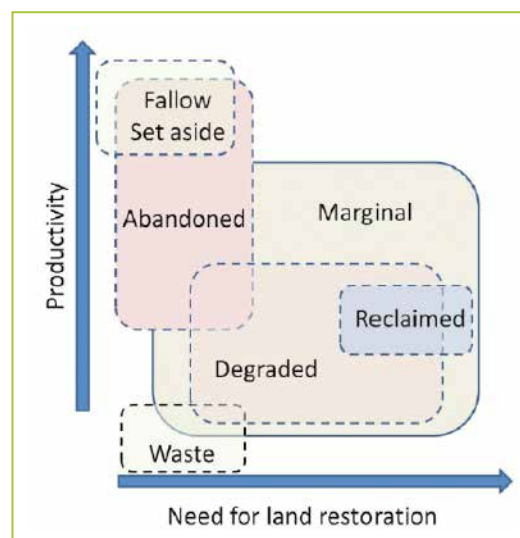 Productivity
Fallow
Set aside
Abandoned
Marginal
Reclaimed
Degraded
Waste
Need for land restoration